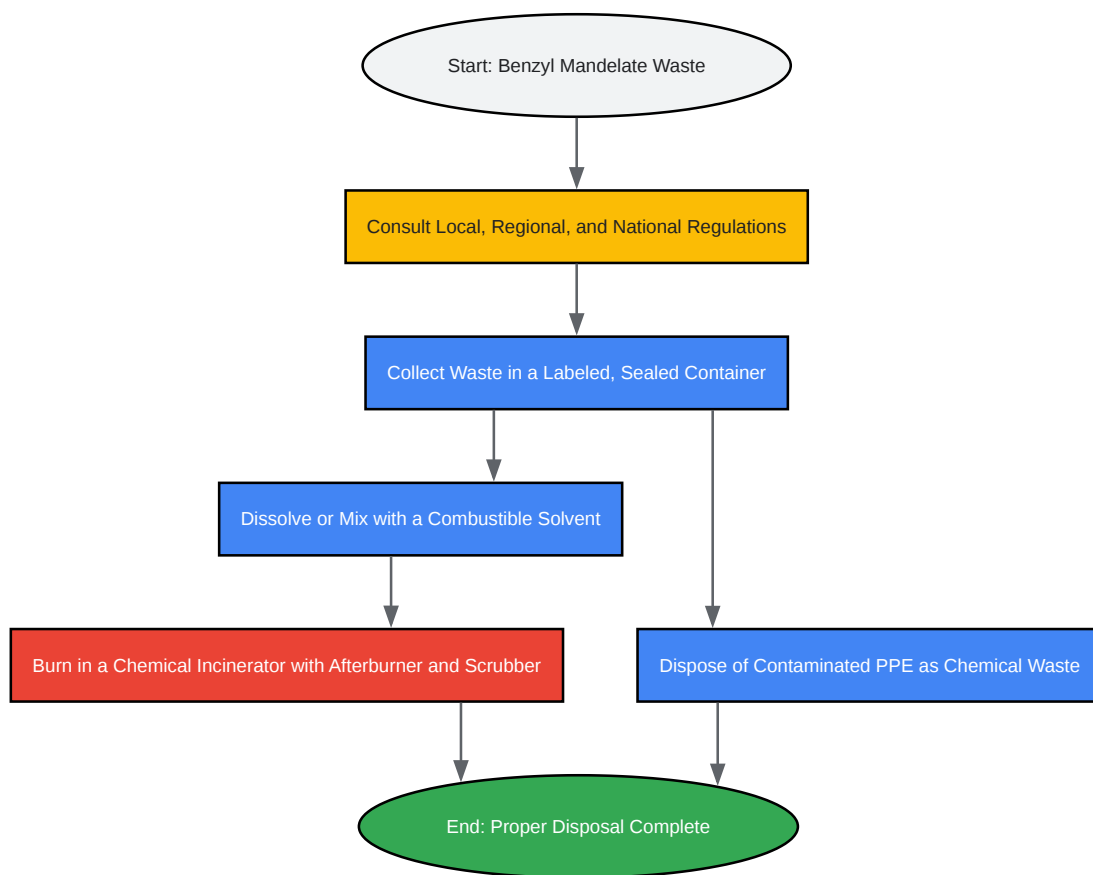 Start: Benzyl Mandelate Waste
Consult Local, Regional, and National Regulations
Collect Waste in a Labeled, Sealed Container
Dissolve or Mix with a Combustible Solvent
Burn in a Chemical Incinerator with Afterburner and Scrubber
Dispose of Contaminated PPE as Chemical Waste
End: Proper Disposal Complete